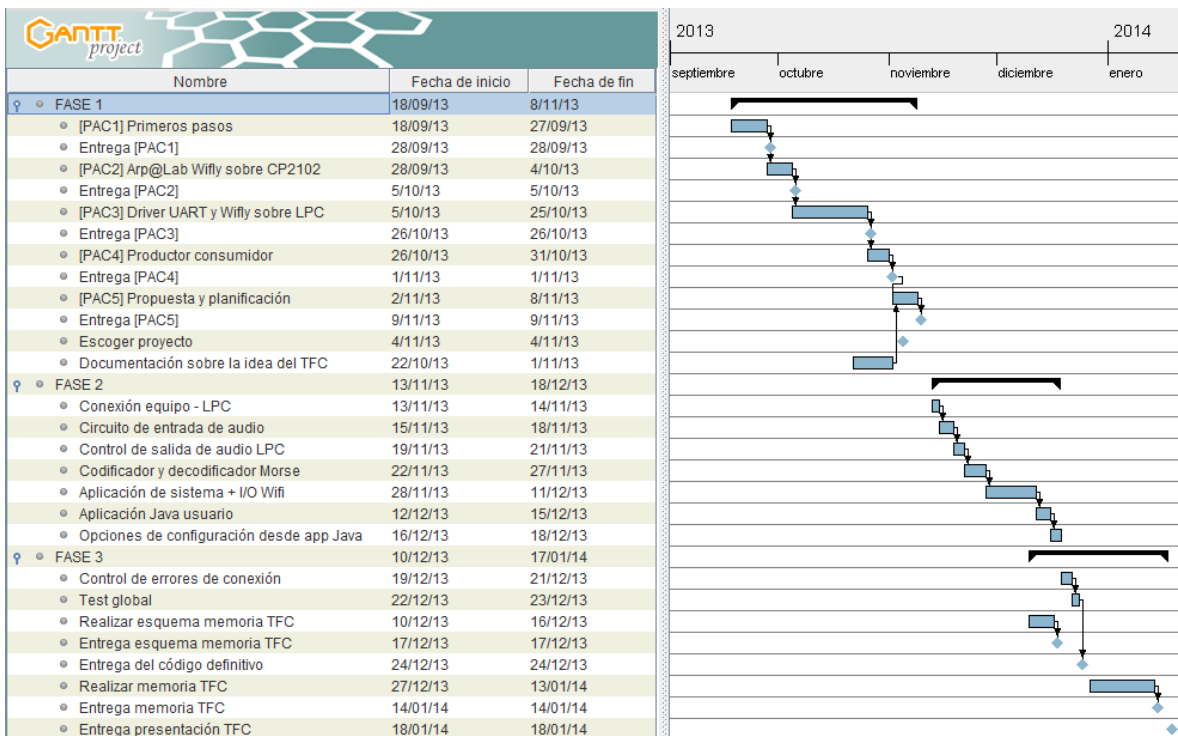 GANTT
project
2013 2014
septiembre octubre noviembre diciembre enero
Nombre Fecha de inicio Fecha de fin
FASE 1 18/09/13 8/11/13
[PAC1] Primeros pasos 18/09/13 27/09/13
Entrega [PAC1] 28/09/13 28/09/13
[PAC2] Arp@Lab Wifly sobre CP2102 28/09/13 4/10/13
Entrega [PAC2] 5/10/13 5/10/13
[PAC3] Driver UART y Wifly sobre LPC 5/10/13 25/10/13
Entrega [PAC3] 26/10/13 26/10/13
[PAC4] Productor consumidor 26/10/13 31/10/13
Entrega [PAC4] 1/11/13 1/11/13
[PAC5] Propuesta y planificación 2/11/13 8/11/13
Entrega [PAC5] 9/11/13 9/11/13
Escoger proyecto 4/11/13 4/11/13
Documentación sobre la idea del TFC 22/10/13 1/11/13
FASE 2 13/11/13 18/12/13
Conexión equipo - LPC 13/11/13 14/11/13
Circuito de entrada de audio 15/11/13 18/11/13
Control de salida de audio LPC 19/11/13 21/11/13
Codificador y decodificador Morse 22/11/13 27/11/13
Aplicación de sistema + I/O Wifi 28/11/13 11/12/13
Aplicación Java usuario 12/12/13 15/12/13
Opciones de configuración desde app Java 16/12/13 18/12/13
FASE 3 10/12/13 17/01/14
Control de errores de conexión 19/12/13 21/12/13
Test global 22/12/13 23/12/13
Realizar esquema memoria TFC 10/12/13 16/12/13
Entrega esquema memoria TFC 17/12/13 17/12/13
Entrega del código definitivo 24/12/13 24/12/13
Realizar memoria TFC 27/12/13 13/01/14
Entrega memoria TFC 14/01/14 14/01/14
Entrega presentación TFC 18/01/14 18/01/14